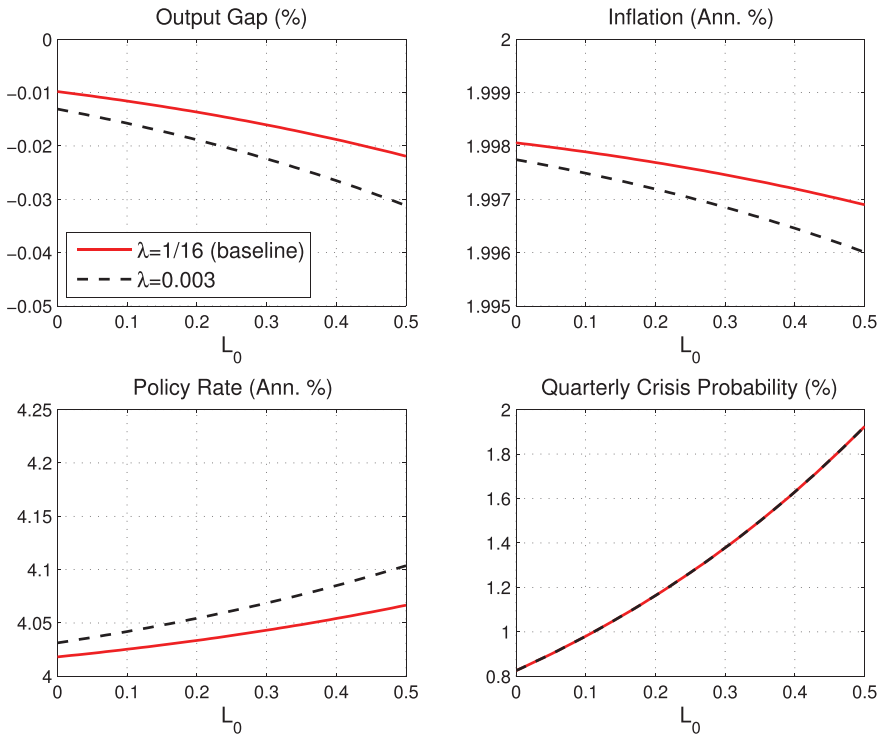 Output Gap (%)
0
−0.01
−0.02
−0.03
−0.04
−0.05
λ=1/16 (baseline)
λ=0.003
0 0.1 0.2 0.3 0.4 0.5
L0
Inflation (Ann. %)
2
1.999
1.998
1.997
1.996
1.995
0 0.1 0.2 0.3 0.4 0.5
L0
Policy Rate (Ann. %)
4.25
4.2
4.15
4.1
4.05
4
0 0.1 0.2 0.3 0.4 0.5
L0
Quarterly Crisis Probability (%)
2
1.8
1.6
1.4
1.2
1
0.8
0 0.1 0.2 0.3 0.4 0.5
L0